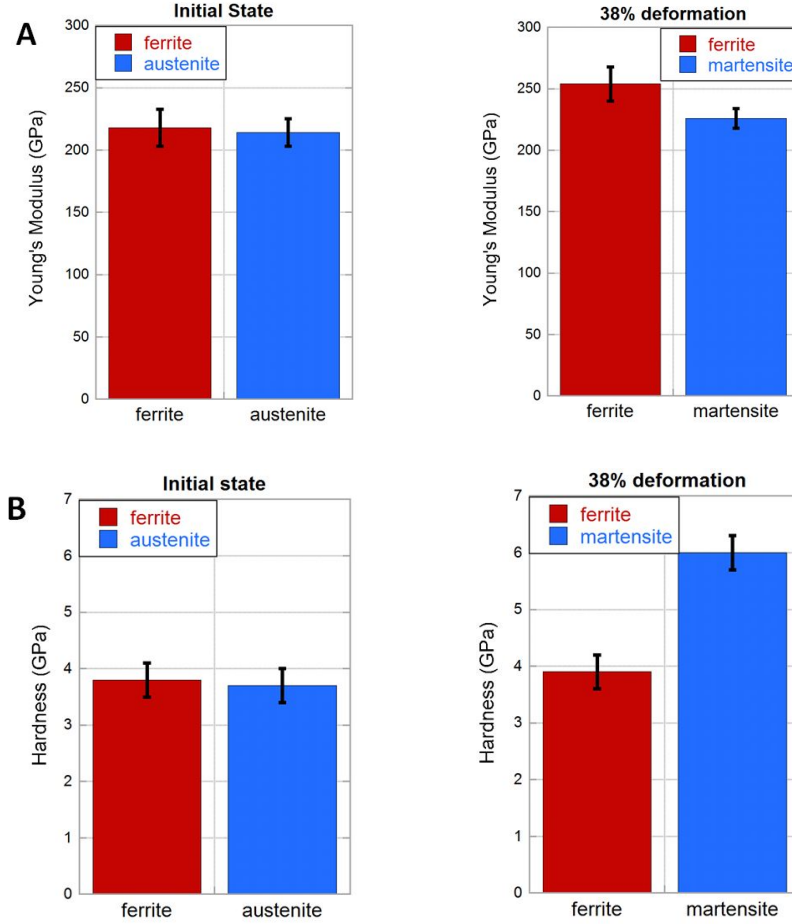 A
Initial State
ferrite
austenite
Young's Modulus (GPa)
300
250
200
150
100
50
0
ferrite austenite
38% deformation
ferrite
martensite
Young's Modulus (GPa)
300
250
200
150
100
50
0
ferrite martensite
B
Initial state
ferrite
austenite
Hardness (GPa)
7
6
5
4
3
2
1
0
ferrite austenite
38% deformation
ferrite
martensite
Hardness (GPa)
7
6
5
4
3
2
1
0
ferrite martensite